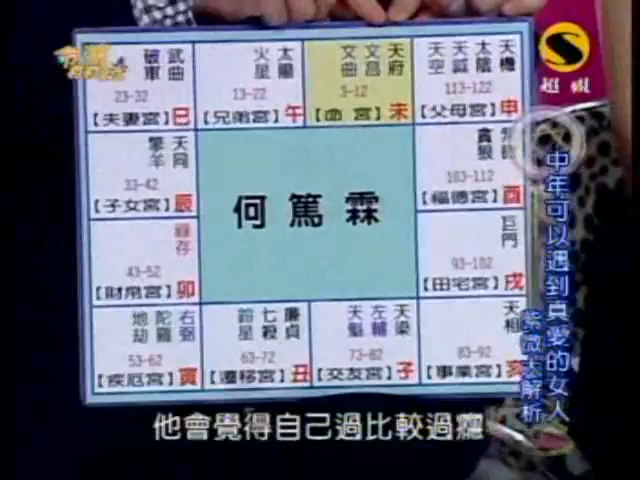 武曲 破軍
23-32
【夫妻宮】巳
太陽 火星
13-22
【兄弟宮】午
天府 文昌 文曲
3-12
【命 宮】未
天機 太陰 天鉞 天空
113-122
【父母宮】申
天同 擎羊
33-42
【子女宮】辰
何篤霖
貪狼
103-112
【福德宮】酉
祿存
43-52
【財帛宮】卯
巨門
93-102
【田宅宮】戌
右弼 陀羅 地劫
53-62
【疾厄宮】寅
廉貞 七殺 鈴星
63-72
【遷移宮】丑
天梁 左輔 天魁
73-82
【交友宮】子
天相
83-92
【事業宮】亥
超視
中年可以遇到真愛的女人
紫微大解析
他會覺得自己過比較過癮